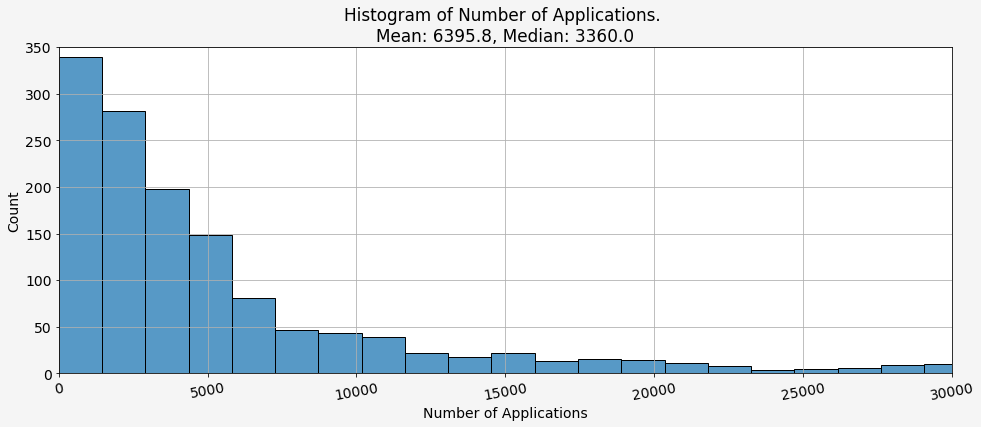 Histogram of Number of Applications.
Mean: 6395.8, Median: 3360.0
350
300
250
200
150
100
50
0
Count
0 5000 10000 15000 20000 25000 30000
Number of Applications